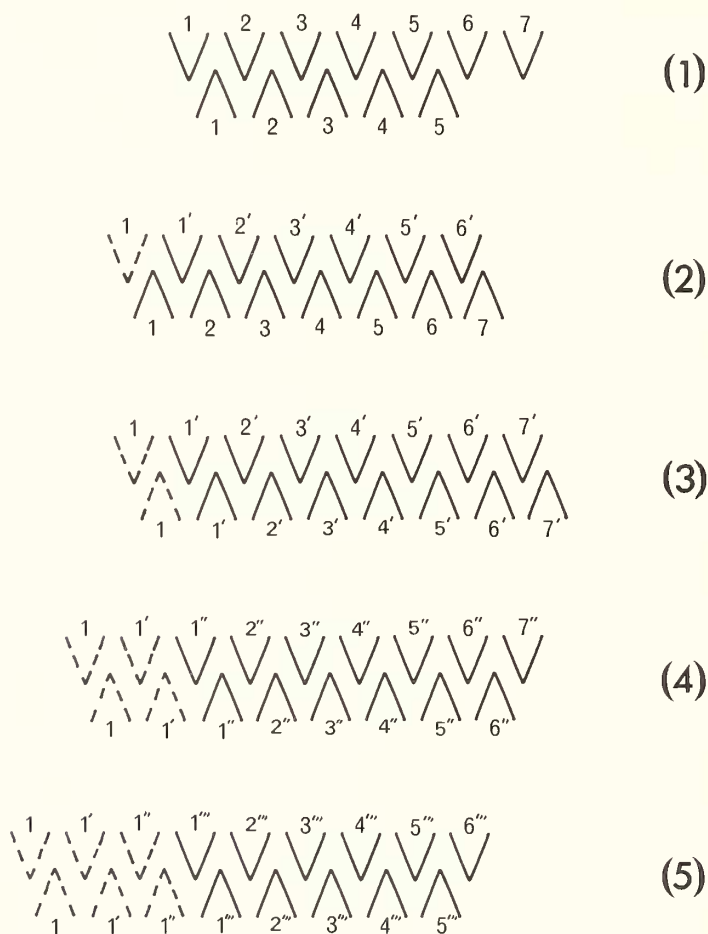 1 2 3 4 5 6 7
(1)
1 2 3 4 5
1 1′ 2′ 3′ 4′ 5′ 6′
(2)
1 2 3 4 5 6 7
1 1′ 2′ 3′ 4′ 5′ 6′ 7′
(3)
1 1′ 2′ 3′ 4′ 5′ 6′ 7′
1 1′ 1″ 2″ 3″ 4″ 5″ 6″ 7″
(4)
1 1′ 1″ 2″ 3″ 4″ 5″ 6″
1 1′ 1″ 1‴ 2‴ 3‴ 4‴ 5‴ 6‴
(5)
1 1′ 1″ 1‴ 2‴ 3‴ 4‴ 5‴